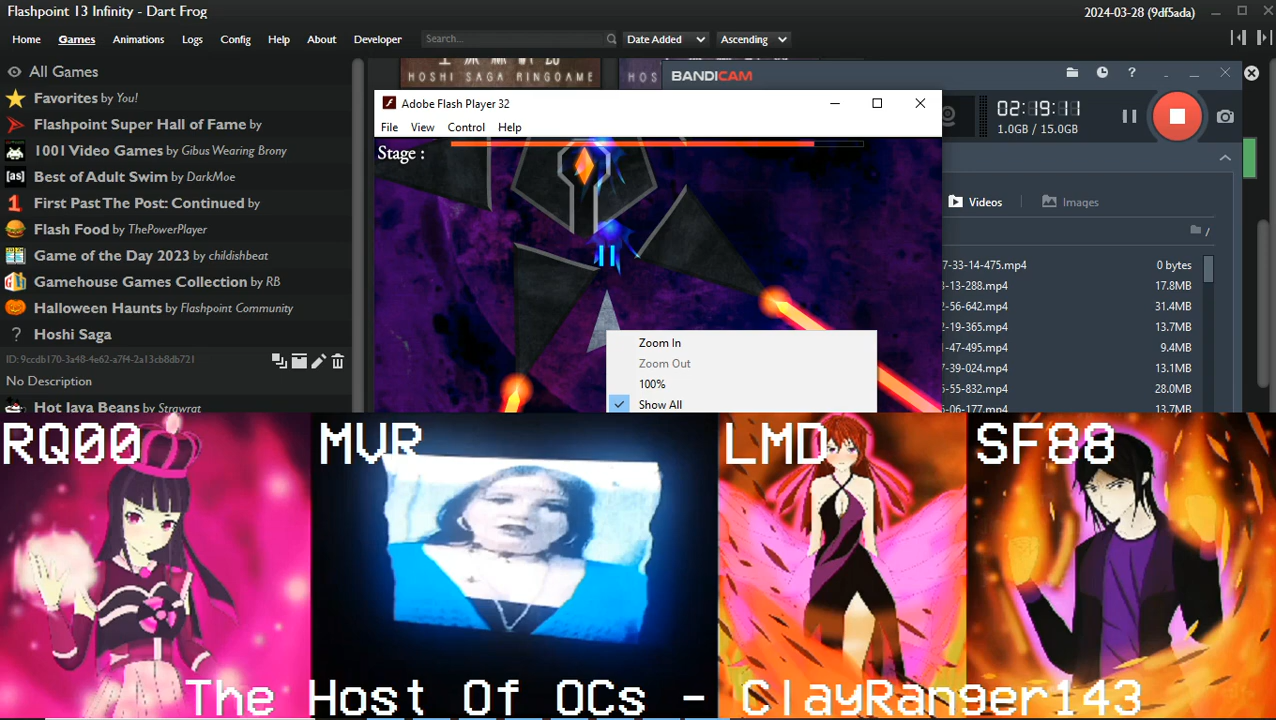 Flashpoint 13 Infinity - Dart Frog
2024-03-28 (9df5ada)
Home Games Animations Logs Config Help About Developer Search... Date Added Ascending
All Games
Favorites by You!
Flashpoint Super Hall of Fame by
1001 Video Games by Gibus Wearing Brony
Best of Adult Swim by DarkMoe
[as]
First Past The Post: Continued by
Flash Food by ThePowerPlayer
Game of the Day 2023 by childishbeat
Gamehouse Games Collection by RB
Halloween Haunts by Flashpoint Community
? Hoshi Saga
ID: 9ccdb170-3a48-4e62-a7f4-2a13cb8db721
No Description
Hot Java Beans by Strawrat
HOSHI SAGA RINGOAME
HOS
BANDICAM
02:19:11
1.0GB / 15.0GB
Videos Images
/
7-33-14-475.mp4 0 bytes
3-13-288.mp4 17.8MB
2-56-642.mp4 31.4MB
2-19-365.mp4 13.7MB
1-47-495.mp4 9.4MB
7-39-024.mp4 13.1MB
6-55-832.mp4 28.0MB
6-06-177.mp4 13.7MB
Adobe Flash Player 32
File View Control Help
Stage :
Zoom In
Zoom Out
100%
Show All
RQ00 MVR LMD SF88
The Host Of OCs - ClayRanger143